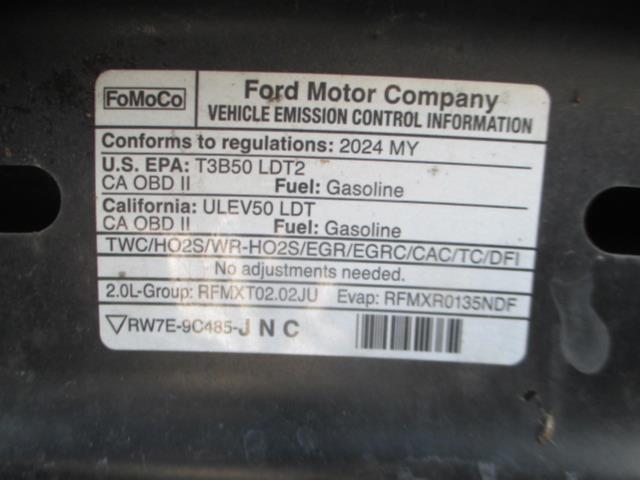 FoMoCo
Ford Motor Company
VEHICLE EMISSION CONTROL INFORMATION
Conforms to regulations: 2024 MY
U.S. EPA: T3B50 LDT2
CA OBD II Fuel: Gasoline
California: ULEV50 LDT
CA OBD II Fuel: Gasoline
TWC/HO2S/WR-HO2S/EGR/EGRC/CAC/TC/DFI
No adjustments needed.
2.0L-Group: RFMXT02.02JU Evap: RFMXR0135NDF
RW7E-9C485-J N C